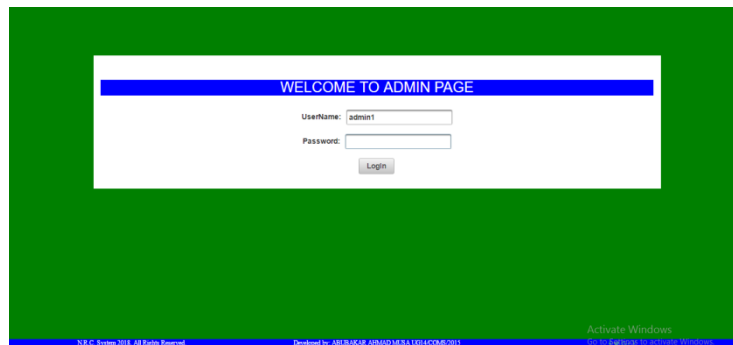 WELCOME TO ADMIN PAGE
UserName: admin1
Password:
Login
Activate Windows
Go to to activate Windows.
N.R.C. System 2018. All Rights Reserved. Developed by: ABUBAKAR AHMAD MUSA UG14/COMS/2015